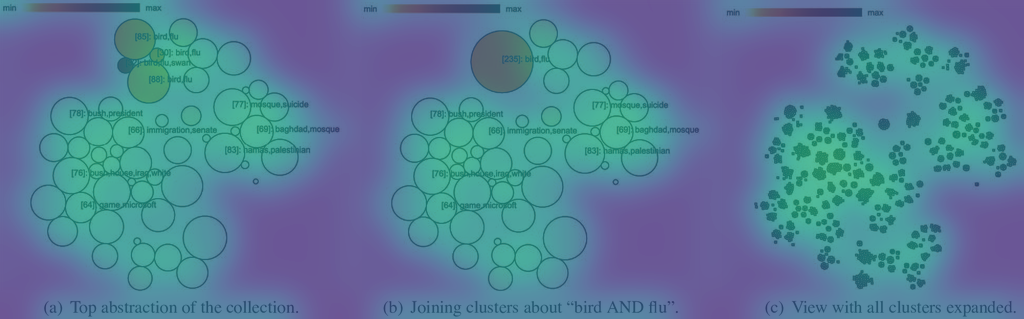 min max
[85]: bird,flu
[30]: bird,flu
bird,flu,swan
[88]: bird,flu
[77]: mosque,suicide
[78]: bush,president
[66]: immigration,senate
[69]: baghdad,mosque
[83]: hamas,palestinian
[76]: bush,house,iraq,white
[64]: game,microsoft
(a) Top abstraction of the collection.
min max
[235]: bird,flu
[77]: mosque,suicide
[78]: bush,president
[66]: immigration,senate
[69]: baghdad,mosque
[83]: hamas,palestinian
[76]: bush,house,iraq,white
[64]: game,microsoft
(b) Joining clusters about “bird AND flu”.
min max
(c) View with all clusters expanded.